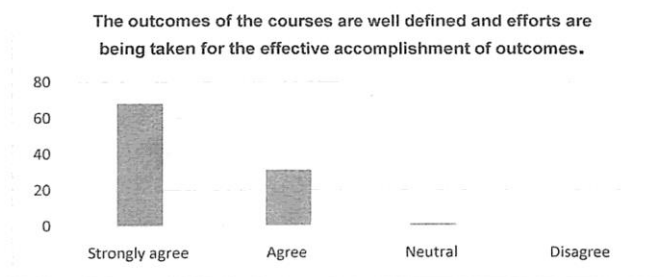 The outcomes of the courses are well defined and efforts are
being taken for the effective accomplishment of outcomes.
80
60
40
20
0
Strongly agree Agree Neutral Disagree